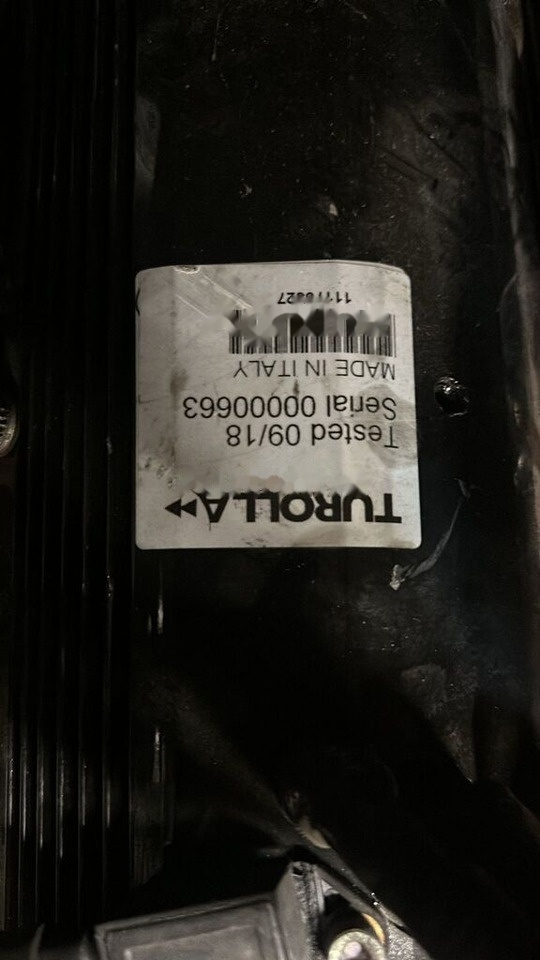 TUROLLA
Tested 09/18
Serial 00000663
MADE IN ITALY